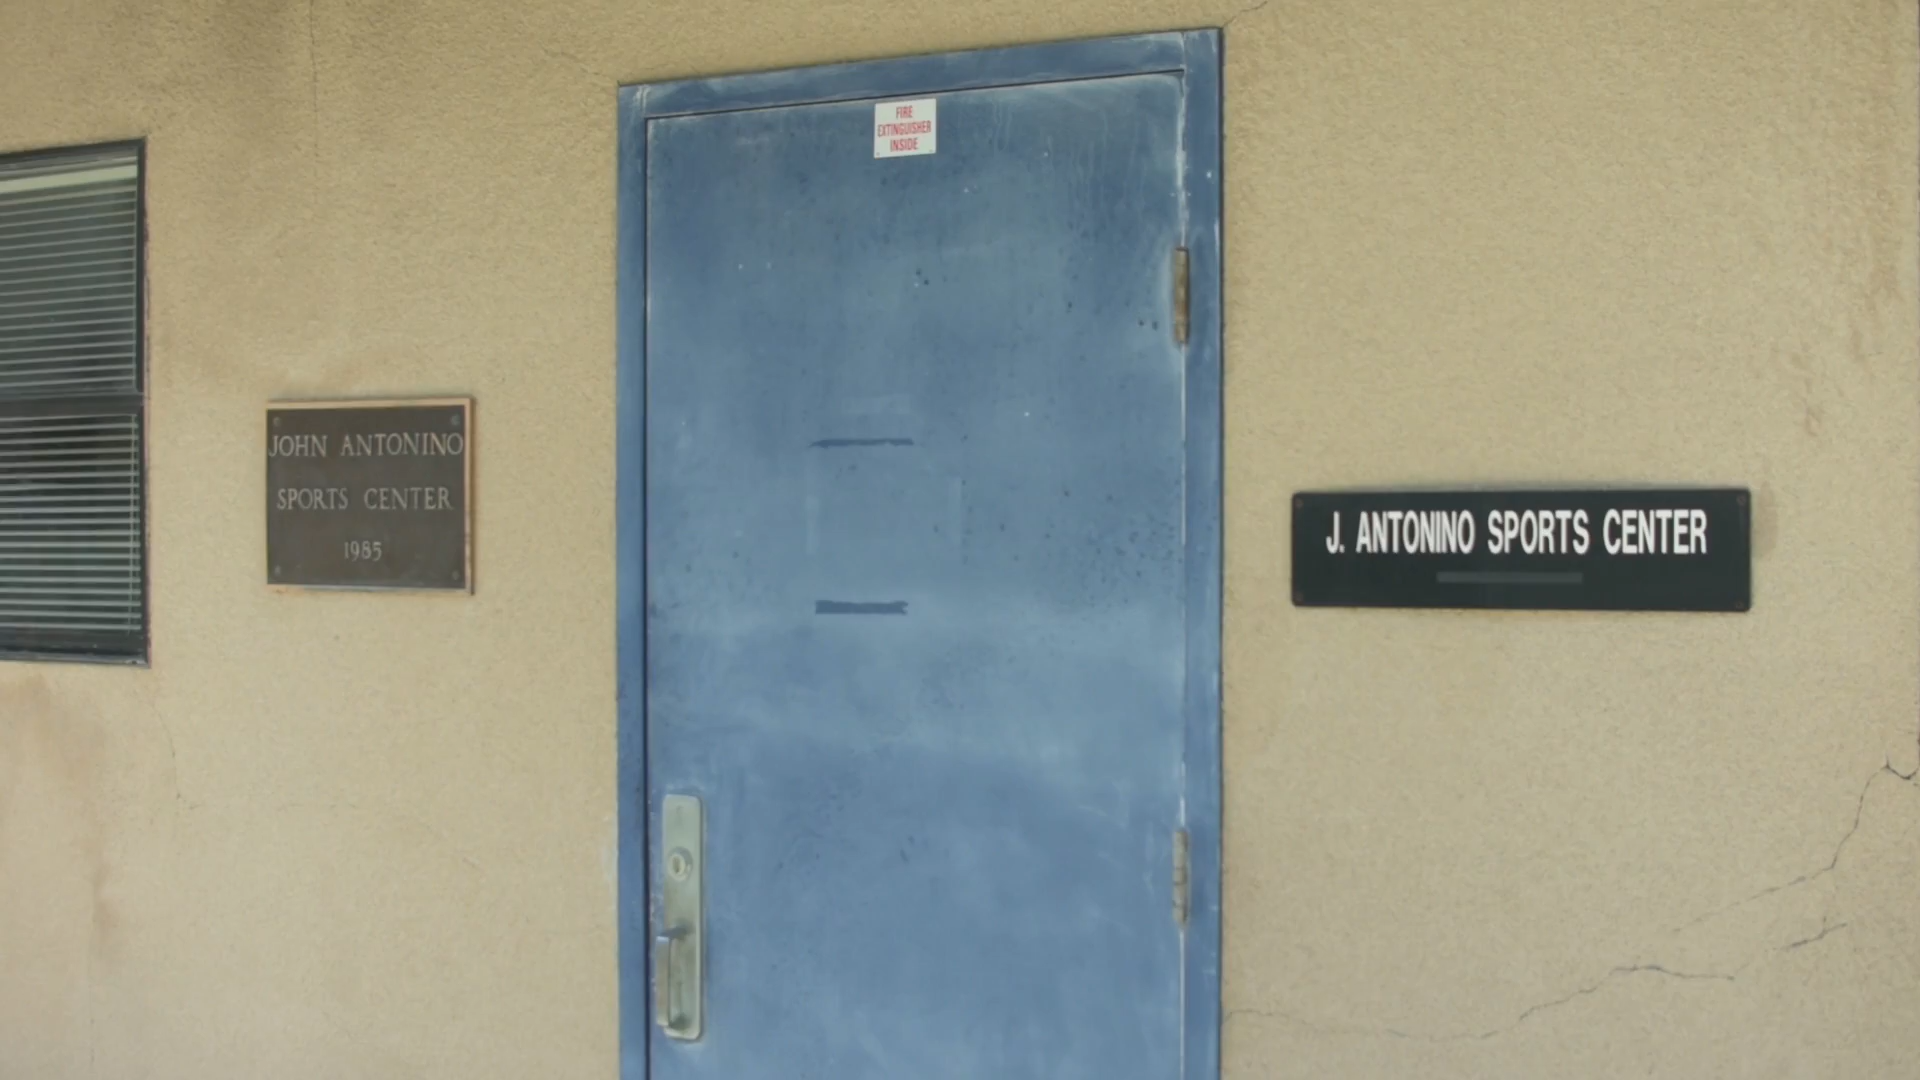 FIRE
EXTINGUISHER
INSIDE
JOHN ANTONINO
SPORTS CENTER
1985
J. ANTONINO SPORTS CENTER